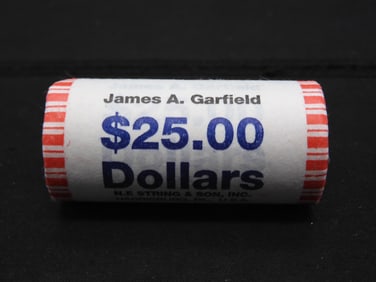 James A. Garfield
$25.00
Dollars
N.F. STRING & SON, INC.